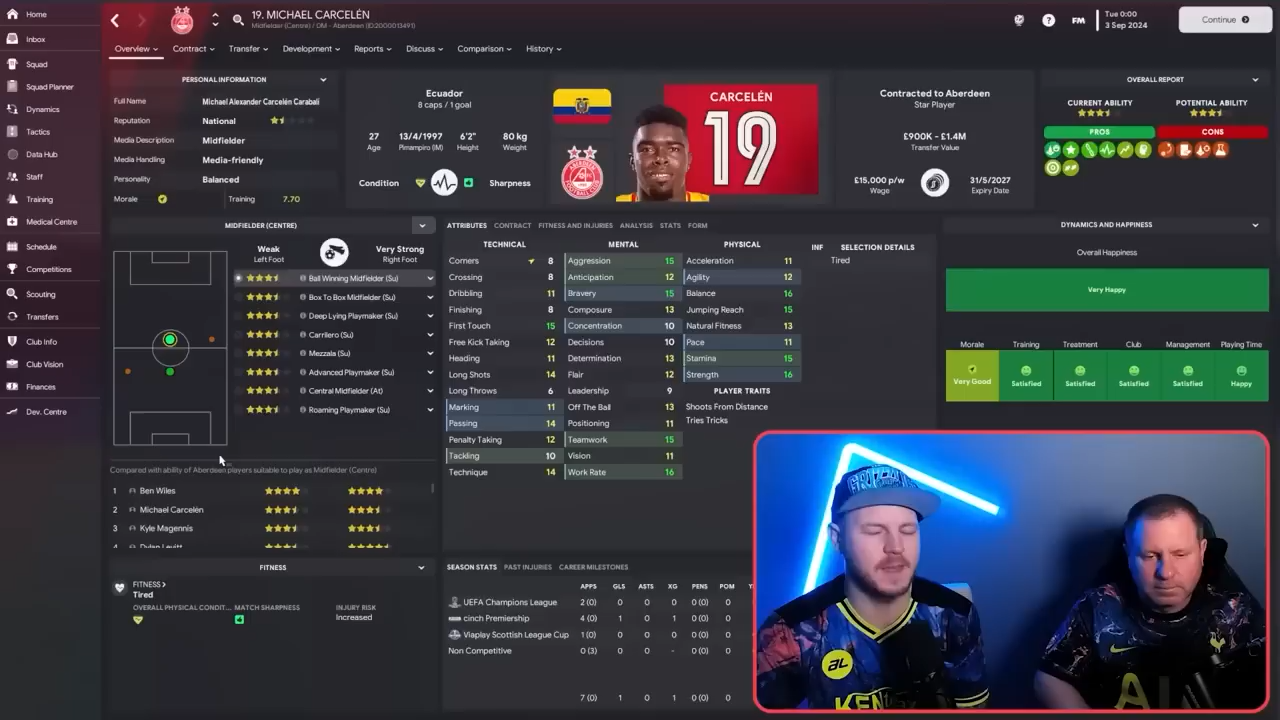 Home
Inbox
Squad
Squad Planner
Dynamics
Tactics
Data Hub
Staff
Training
Medical Centre
Schedule
Competitions
Scouting
Transfers
Club Info
Club Vision
Finances
Dev. Centre
19. MICHAEL CARCELÉN
Midfielder (Centre) / DM - Aberdeen (ID:2000013491)
FM
Tue 0:00
3 Sep 2024
Continue
Overview
Contract
Transfer
Development
Reports
Discuss
Comparison
History
PERSONAL INFORMATION
Full Name Michael Alexander Carcelén Carabalí
Reputation National
Media Description Midfielder
Media Handling Media-friendly
Personality Balanced
Morale Training 7.70
Ecuador
8 caps / 1 goal
27 13/4/1997 6'2" 80 kg
Age Pimampiro (IM) Height Weight
Condition Sharpness
ABERDEEN
CARCELÉN
19
Contracted to Aberdeen
Star Player
£900K - £1.4M
Transfer Value
£15,000 p/w 31/5/2027
Wage Expiry Date
OVERALL REPORT
CURRENT ABILITY POTENTIAL ABILITY
PROS CONS
MIDFIELDER (CENTRE)
Weak Very Strong
Left Foot Right Foot
Ball Winning Midfielder (Su)
Box To Box Midfielder (Su)
Deep Lying Playmaker (Su)
Carrilero (Su)
Mezzala (Su)
Advanced Playmaker (Su)
Central Midfielder (At)
Roaming Playmaker (Su)
Compared with ability of Aberdeen players suitable to play as Midfielder (Centre)
1 Ben Wiles
2 Michael Carcelén
3 Kyle Magennis
4 Dylan Levitt
FITNESS
FITNESS >
Tired
OVERALL PHYSICAL CONDIT... MATCH SHARPNESS INJURY RISK
Increased
ATTRIBUTES CONTRACT FITNESS AND INJURIES ANALYSIS STATS FORM
TECHNICAL MENTAL PHYSICAL
Corners 8 Aggression 15 Acceleration 11
Crossing 8 Anticipation 12 Agility 12
Dribbling 11 Bravery 15 Balance 16
Finishing 8 Composure 13 Jumping Reach 15
First Touch 15 Concentration 10 Natural Fitness 13
Free Kick Taking 12 Decisions 10 Pace 11
Heading 11 Determination 13 Stamina 15
Long Shots 14 Flair 12 Strength 16
Long Throws 6 Leadership 9 PLAYER TRAITS
Marking 11 Off The Ball 13 Shoots From Distance
Passing 14 Positioning 11 Tries Tricks
Penalty Taking 12 Teamwork 15
Tackling 10 Vision 11
Technique 14 Work Rate 16
INF SELECTION DETAILS
Tired
DYNAMICS AND HAPPINESS
Overall Happiness
Very Happy
Morale Training Treatment Club Management Playing Time
Very Good Satisfied Satisfied Satisfied Satisfied Happy
SEASON STATS PAST INJURIES CAREER MILESTONES
APPS GLS ASTS XG PENS POM
UEFA Champions League 2 (0) 0 0 0 0 (0) 0
cinch Premiership 4 (0) 1 0 1 0 (0) 0
Viaplay Scottish League Cup 1 (0) 0 0 0 0 (0) 0
Non Competitive 0 (3) 0 0 - 0 (0) 0
7 (0) 1 0 1 0 (0) 0
GRIZZLIES
aL